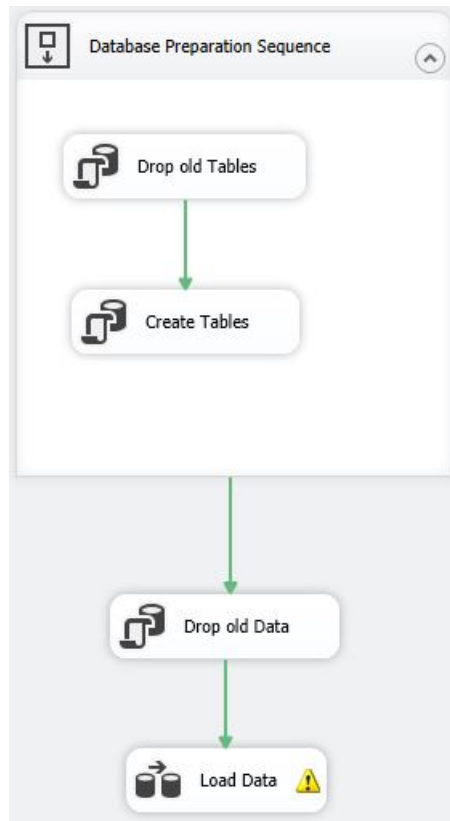 Database Preparation Sequence
Drop old Tables
Create Tables
Drop old Data
Load Data